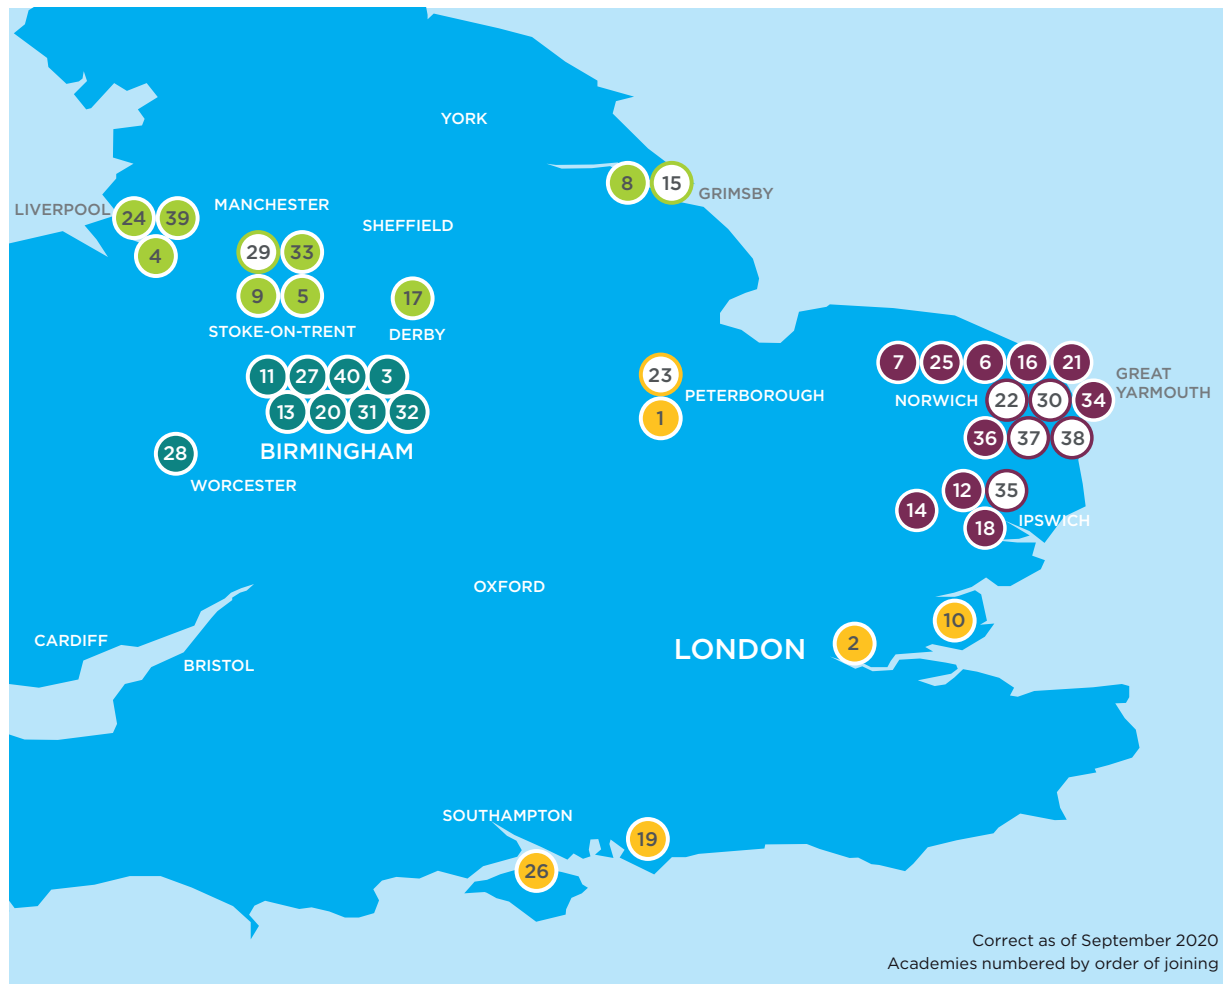 YORK
8 15
GRIMSBY
LIVERPOOL
24 39
4
MANCHESTER
SHEFFIELD
29 33
9 5
STOKE-ON-TRENT
17
DERBY
11 27 40 3
13 20 31 32
BIRMINGHAM
28
WORCESTER
23
1
PETERBOROUGH
7 25 6 16 21
GREAT
YARMOUTH
NORWICH
22 30 34
36 37 38
12 35
14
18
IPSWICH
OXFORD
CARDIFF
BRISTOL
LONDON
2
10
SOUTHAMPTON
19
26
Correct as of September 2020
Academies numbered by order of joining